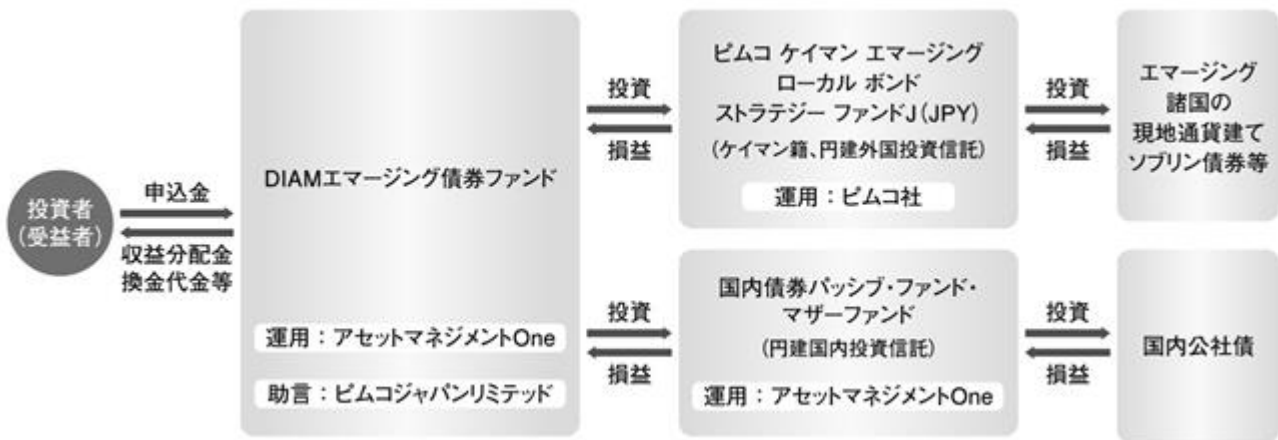 投資者
(受益者)
申込金
収益分配金
換金代金等
DIAMエマージング債券ファンド
運用：アセットマネジメントOne
助言：ピムコジャパンリミテッド
投資
損益
ピムコ ケイマン エマージング
ローカル ボンド
ストラテジー ファンドJ(JPY)
(ケイマン籍、円建外国投資信託)
運用：ピムコ社
投資
損益
エマージング
諸国の
現地通貨建て
ソブリン債券等
投資
損益
国内債券パッシブ・ファンド・
マザーファンド
(円建国内投資信託)
運用：アセットマネジメントOne
投資
損益
国内公社債